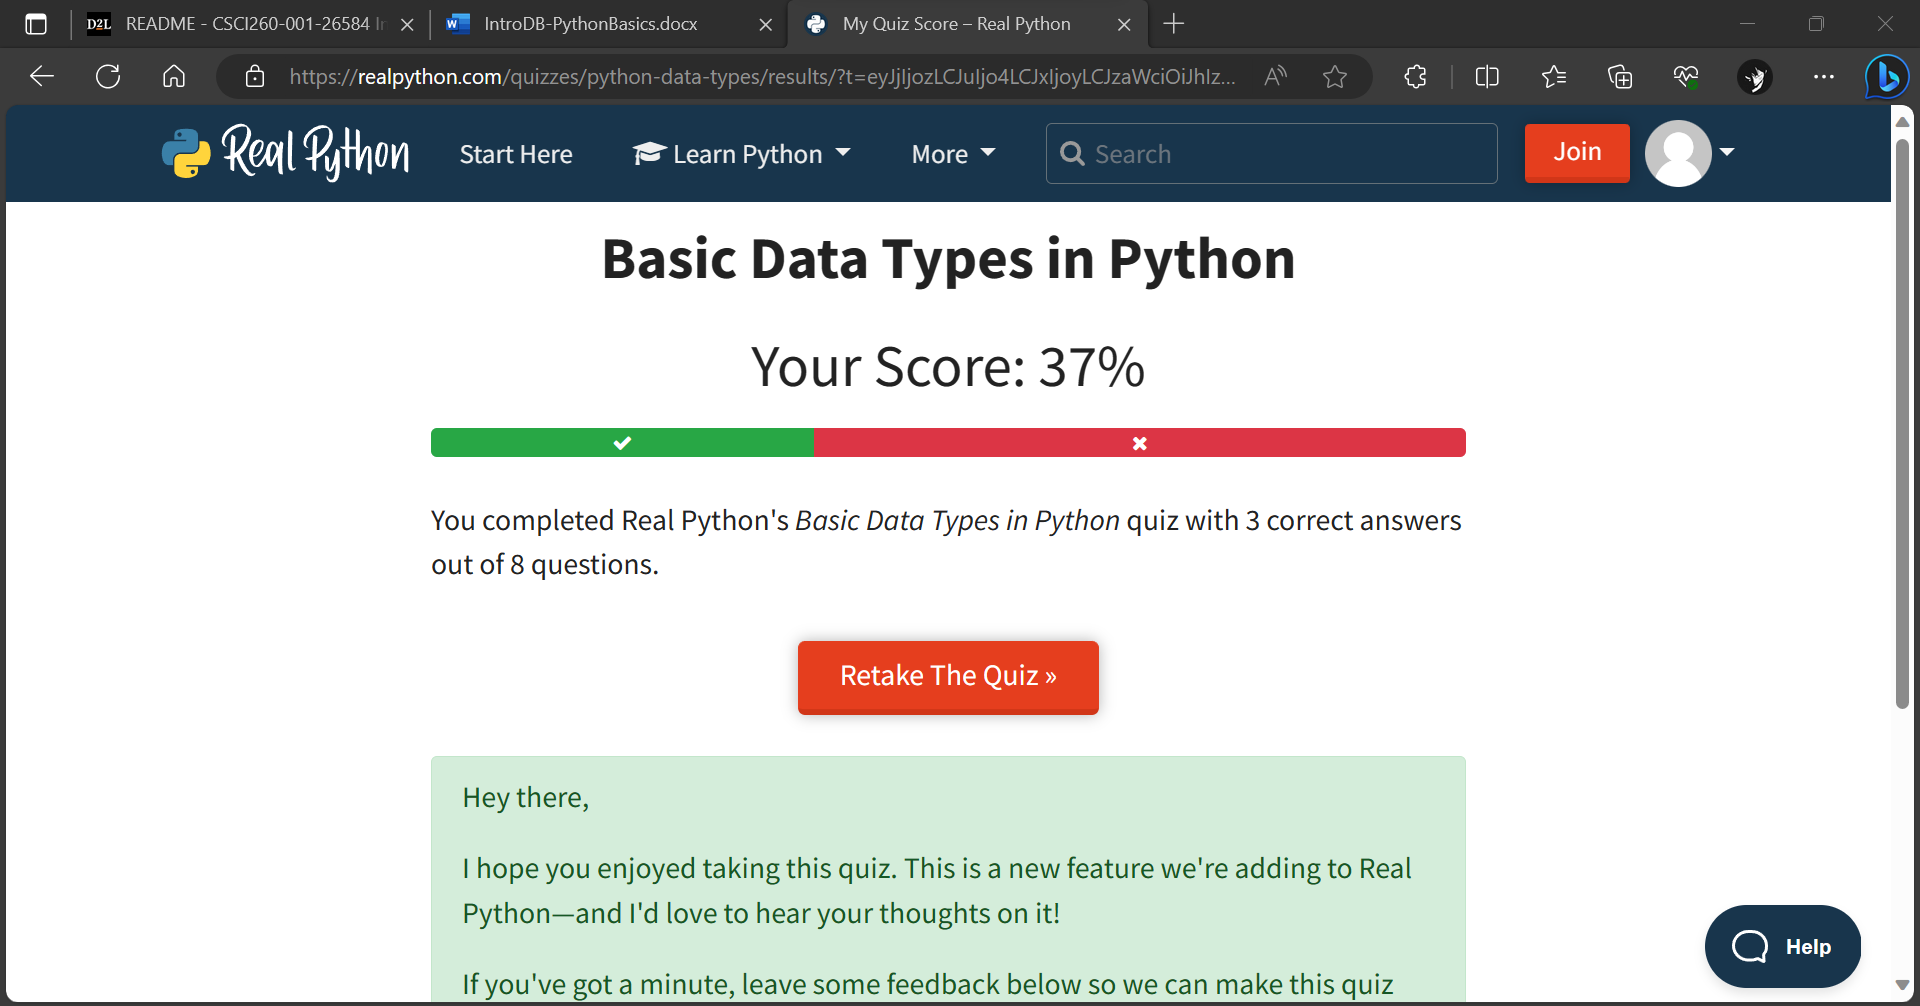 D2L README - CSCI260-001-26584
IntroDB-PythonBasics.docx
My Quiz Score – Real Python
https://realpython.com/quizzes/python-data-types/results/?t=eyJjIjozLCJuIjo4LCJxIjoyLCJzaWciOiJhIz...
Real Python
Start Here
Learn Python
More
Search
Join
Basic Data Types in Python
Your Score: 37%
You completed Real Python's Basic Data Types in Python quiz with 3 correct answers
out of 8 questions.
Retake The Quiz »
Hey there,
I hope you enjoyed taking this quiz. This is a new feature we're adding to Real
Python—and I'd love to hear your thoughts on it!
If you've got a minute, leave some feedback below so we can make this quiz
Help